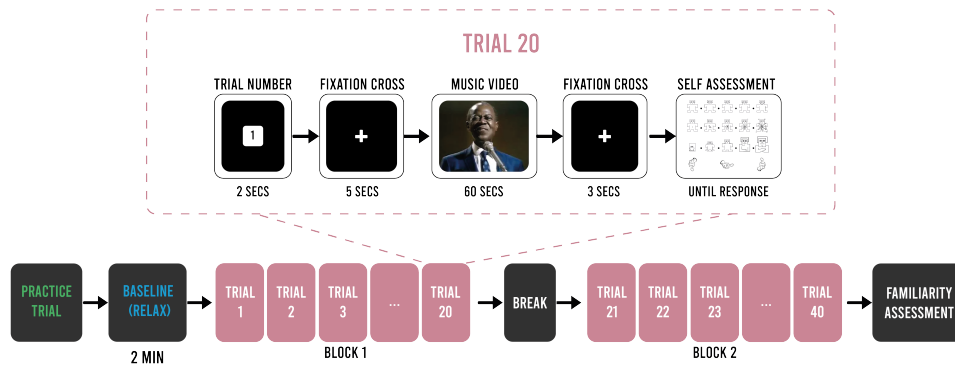 TRIAL 20
TRIAL NUMBER
FIXATION CROSS
MUSIC VIDEO
FIXATION CROSS
SELF ASSESSMENT
1
2 SECS
5 SECS
60 SECS
3 SECS
UNTIL RESPONSE
PRACTICE
TRIAL
BASELINE
(RELAX)
2 MIN
TRIAL
1
TRIAL
2
TRIAL
3
...
TRIAL
20
BLOCK 1
BREAK
TRIAL
21
TRIAL
22
TRIAL
23
...
TRIAL
40
BLOCK 2
FAMILIARITY
ASSESSMENT